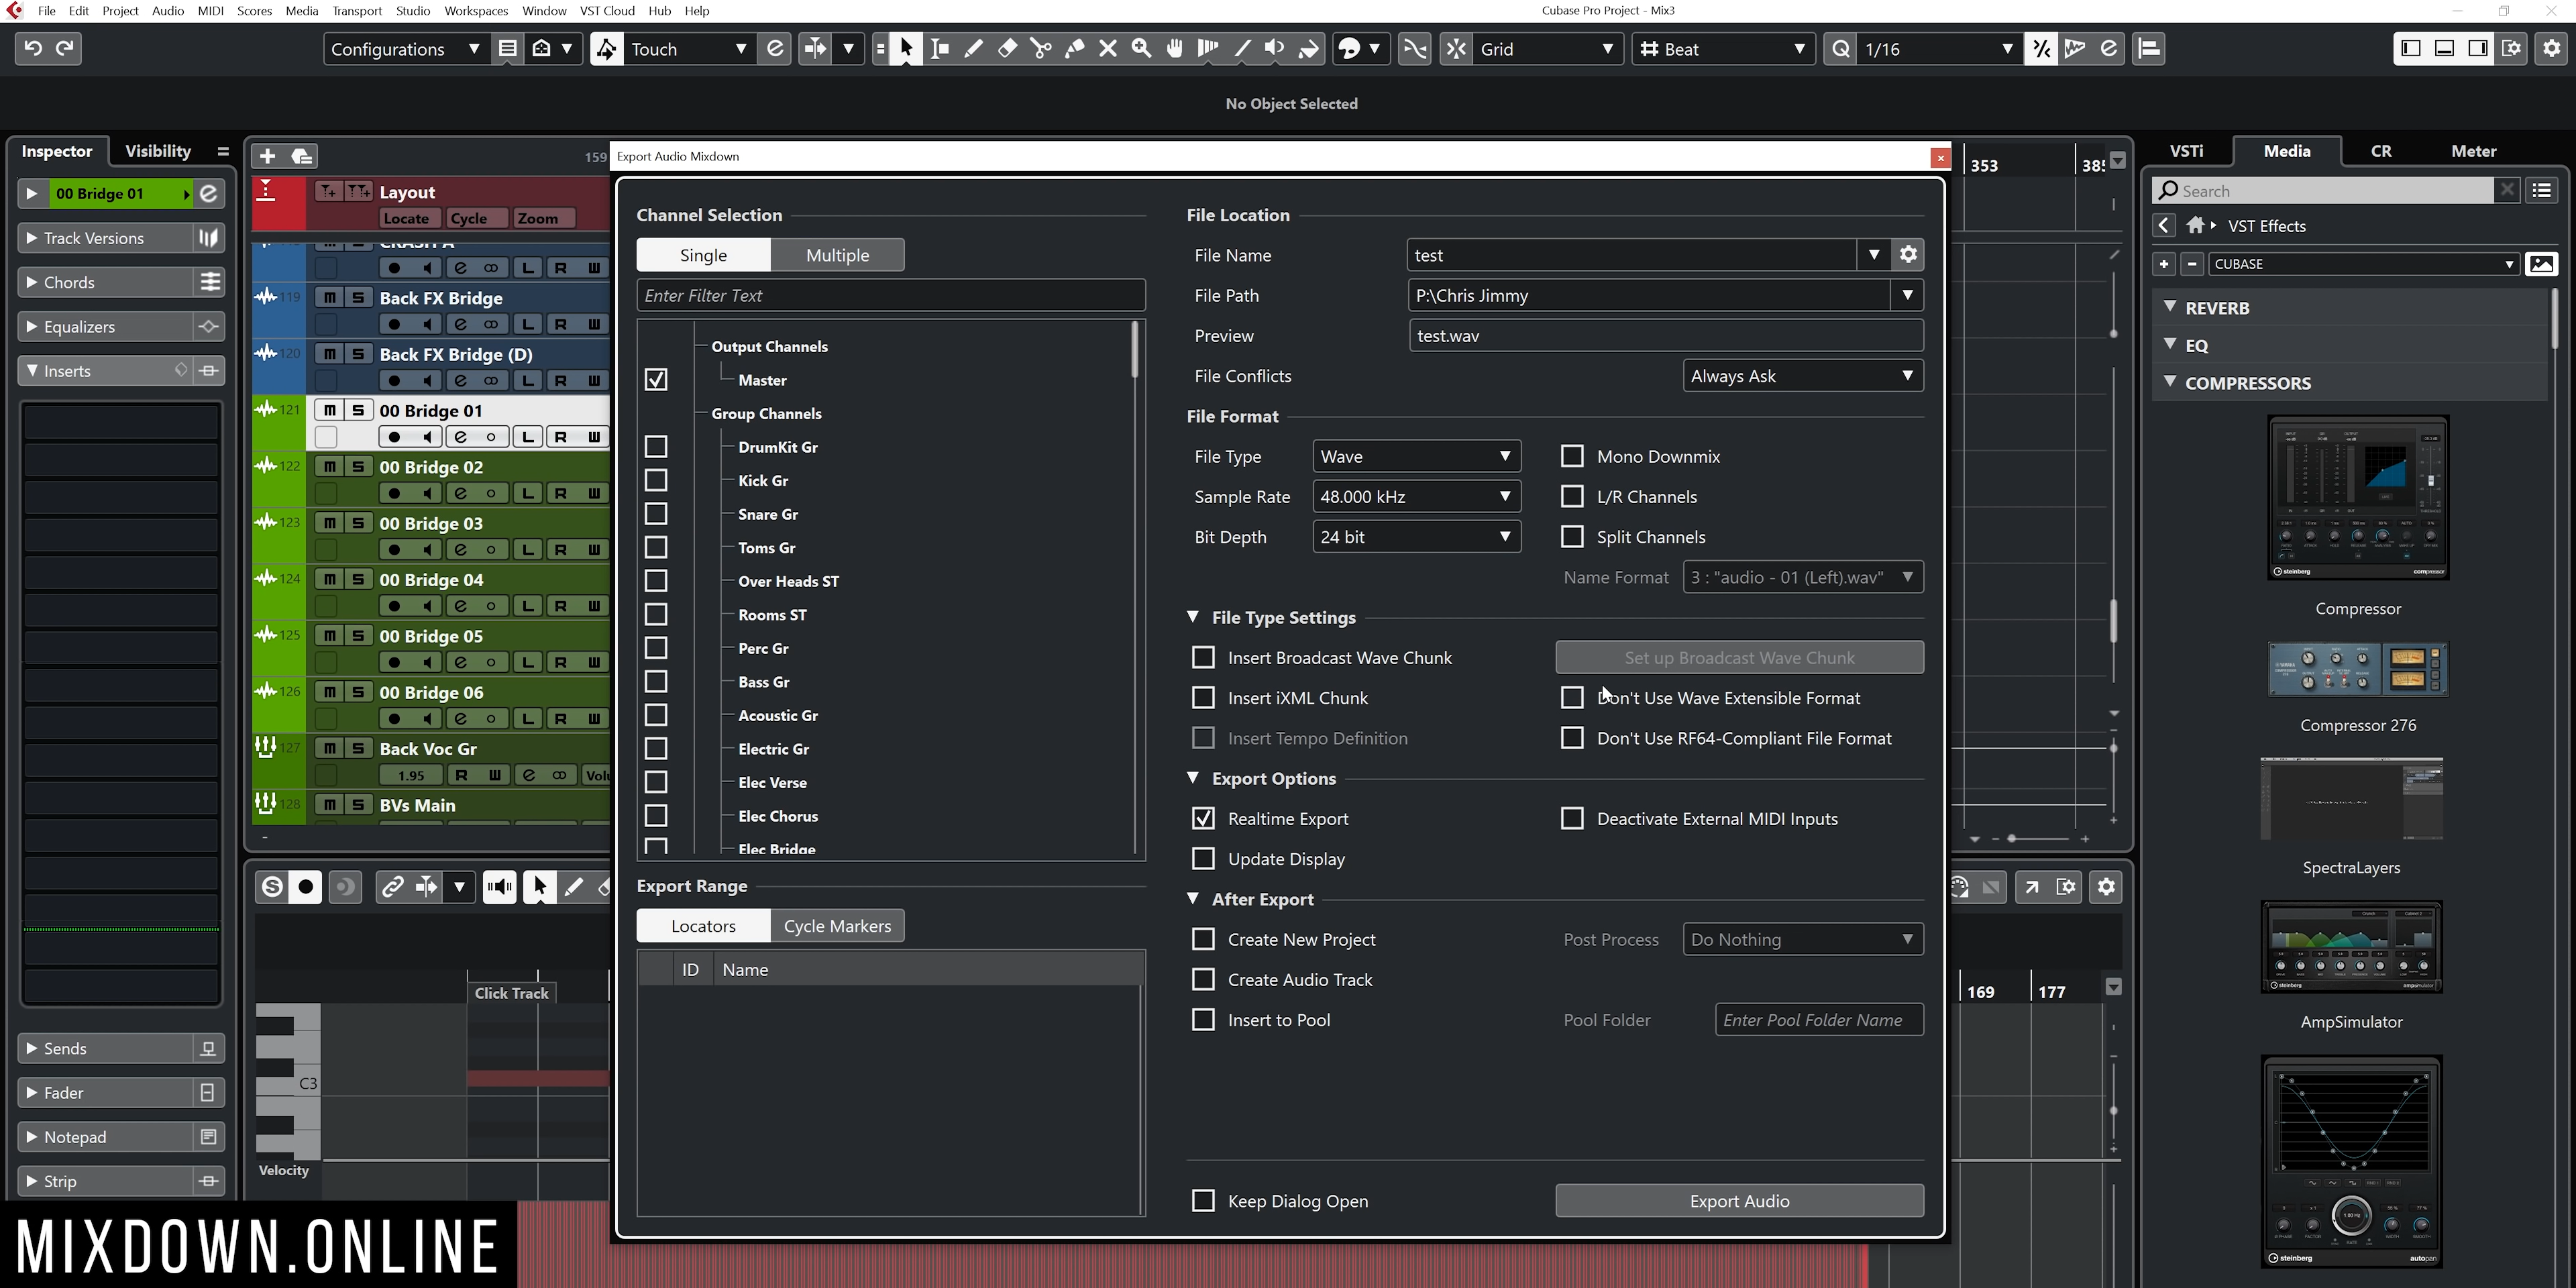 File Edit Project Audio MIDI Scores Media Transport Studio Workspaces Window VST Cloud Hub Help
Cubase Pro Project - Mix3
Configurations
Touch
Grid
Beat
Q 1/16
No Object Selected
Inspector Visibility
00 Bridge 01
Track Versions
Chords
Equalizers
Inserts
Sends
Fader
Notepad
Strip
159
Layout
Locate Cycle Zoom
L R W
119 m S Back FX Bridge
L R W
120 m S Back FX Bridge (D)
L R W
121 m S 00 Bridge 01
L R W
122 m S 00 Bridge 02
L R W
123 m S 00 Bridge 03
L R W
124 m S 00 Bridge 04
L R W
125 m S 00 Bridge 05
L R W
126 m S 00 Bridge 06
L R W
127 m S Back Voc Gr
1.95 R W
128 m S BVs Main
Click Track
C3
Velocity
Export Audio Mixdown
Channel Selection
Single Multiple
Enter Filter Text
Output Channels
Master
Group Channels
DrumKit Gr
Kick Gr
Snare Gr
Toms Gr
Over Heads ST
Rooms ST
Perc Gr
Bass Gr
Acoustic Gr
Electric Gr
Elec Verse
Elec Chorus
Elec Bridge
Export Range
Locators Cycle Markers
ID Name
File Location
File Name test
File Path P:\Chris Jimmy
Preview test.wav
File Conflicts Always Ask
File Format
File Type Wave Mono Downmix
Sample Rate 48.000 kHz L/R Channels
Bit Depth 24 bit Split Channels
Name Format 3 : "audio - 01 (Left).wav"
File Type Settings
Insert Broadcast Wave Chunk Set up Broadcast Wave Chunk
Insert iXML Chunk Don't Use Wave Extensible Format
Insert Tempo Definition Don't Use RF64-Compliant File Format
Export Options
Realtime Export Deactivate External MIDI Inputs
Update Display
After Export
Create New Project Post Process Do Nothing
Create Audio Track
Insert to Pool Pool Folder Enter Pool Folder Name
Keep Dialog Open Export Audio
353
169 177
VSTi Media CR Meter
Search
VST Effects
CUBASE
REVERB
EQ
COMPRESSORS
steinberg compressor
Compressor
Compressor 276
SpectraLayers
steinberg
AmpSimulator
steinberg autopan
MIXDOWN.ONLINE